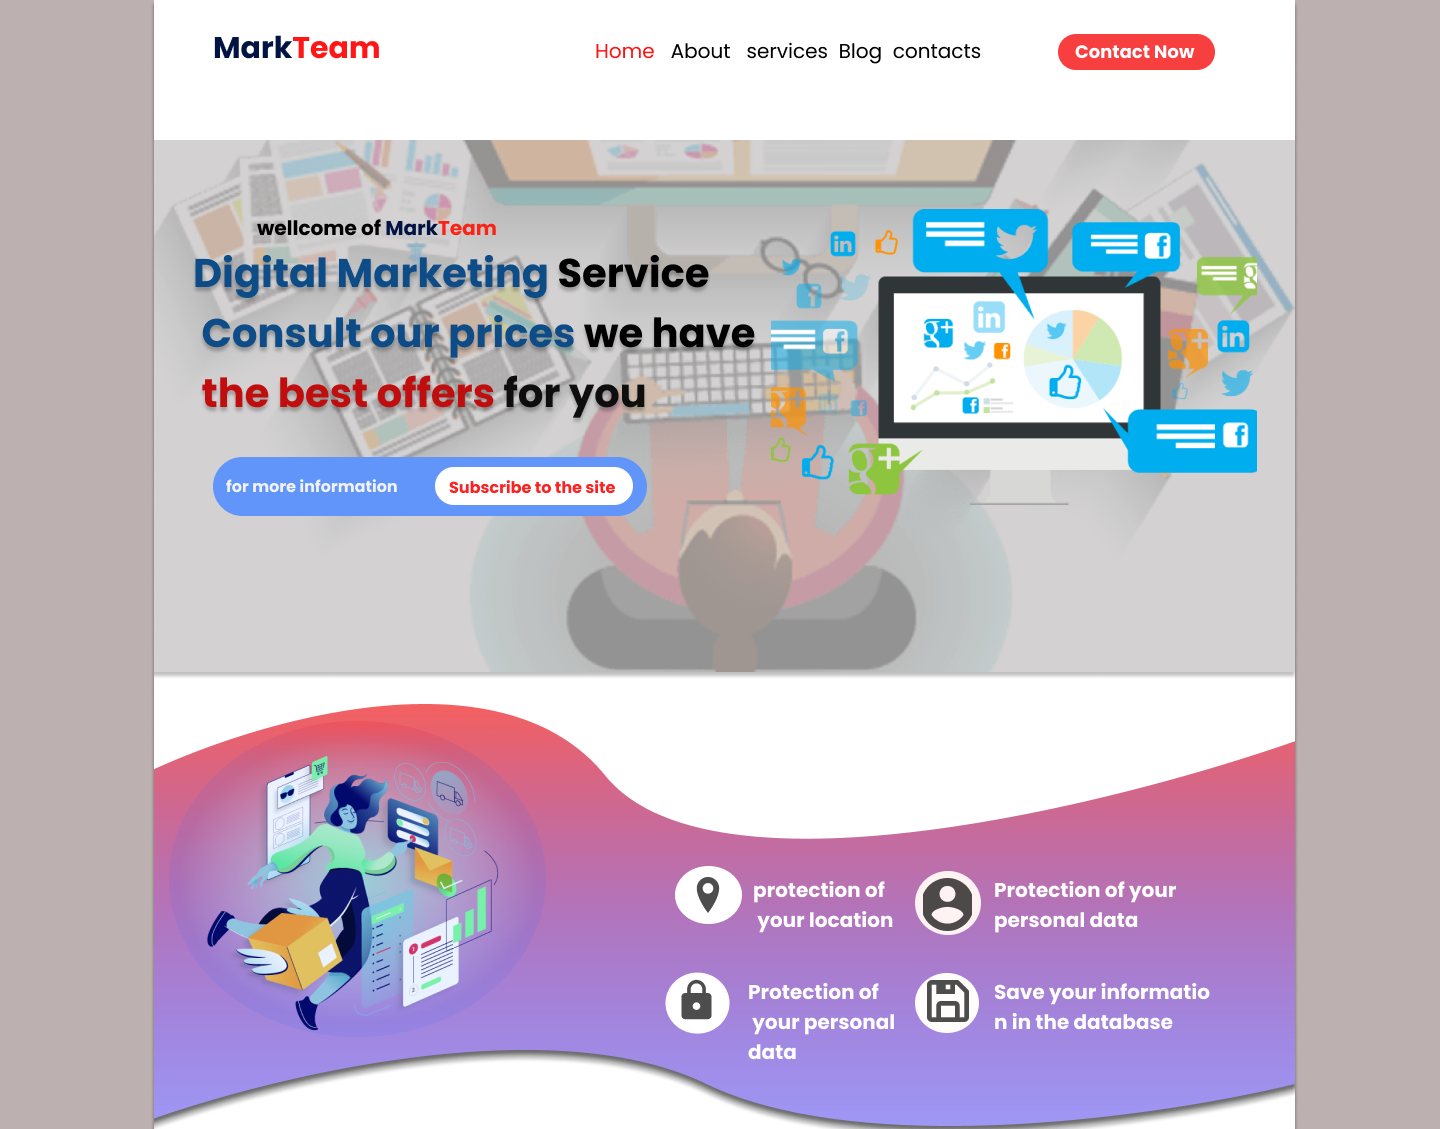 MarkTeam
Home About services Blog contacts
Contact Now
wellcome of MarkTeam
Digital Marketing Service
Consult our prices we have
the best offers for you
for more information
Subscribe to the site
protection of
your location
Protection of your
personal data
Protection of
your personal
data
Save your informatio
n in the database